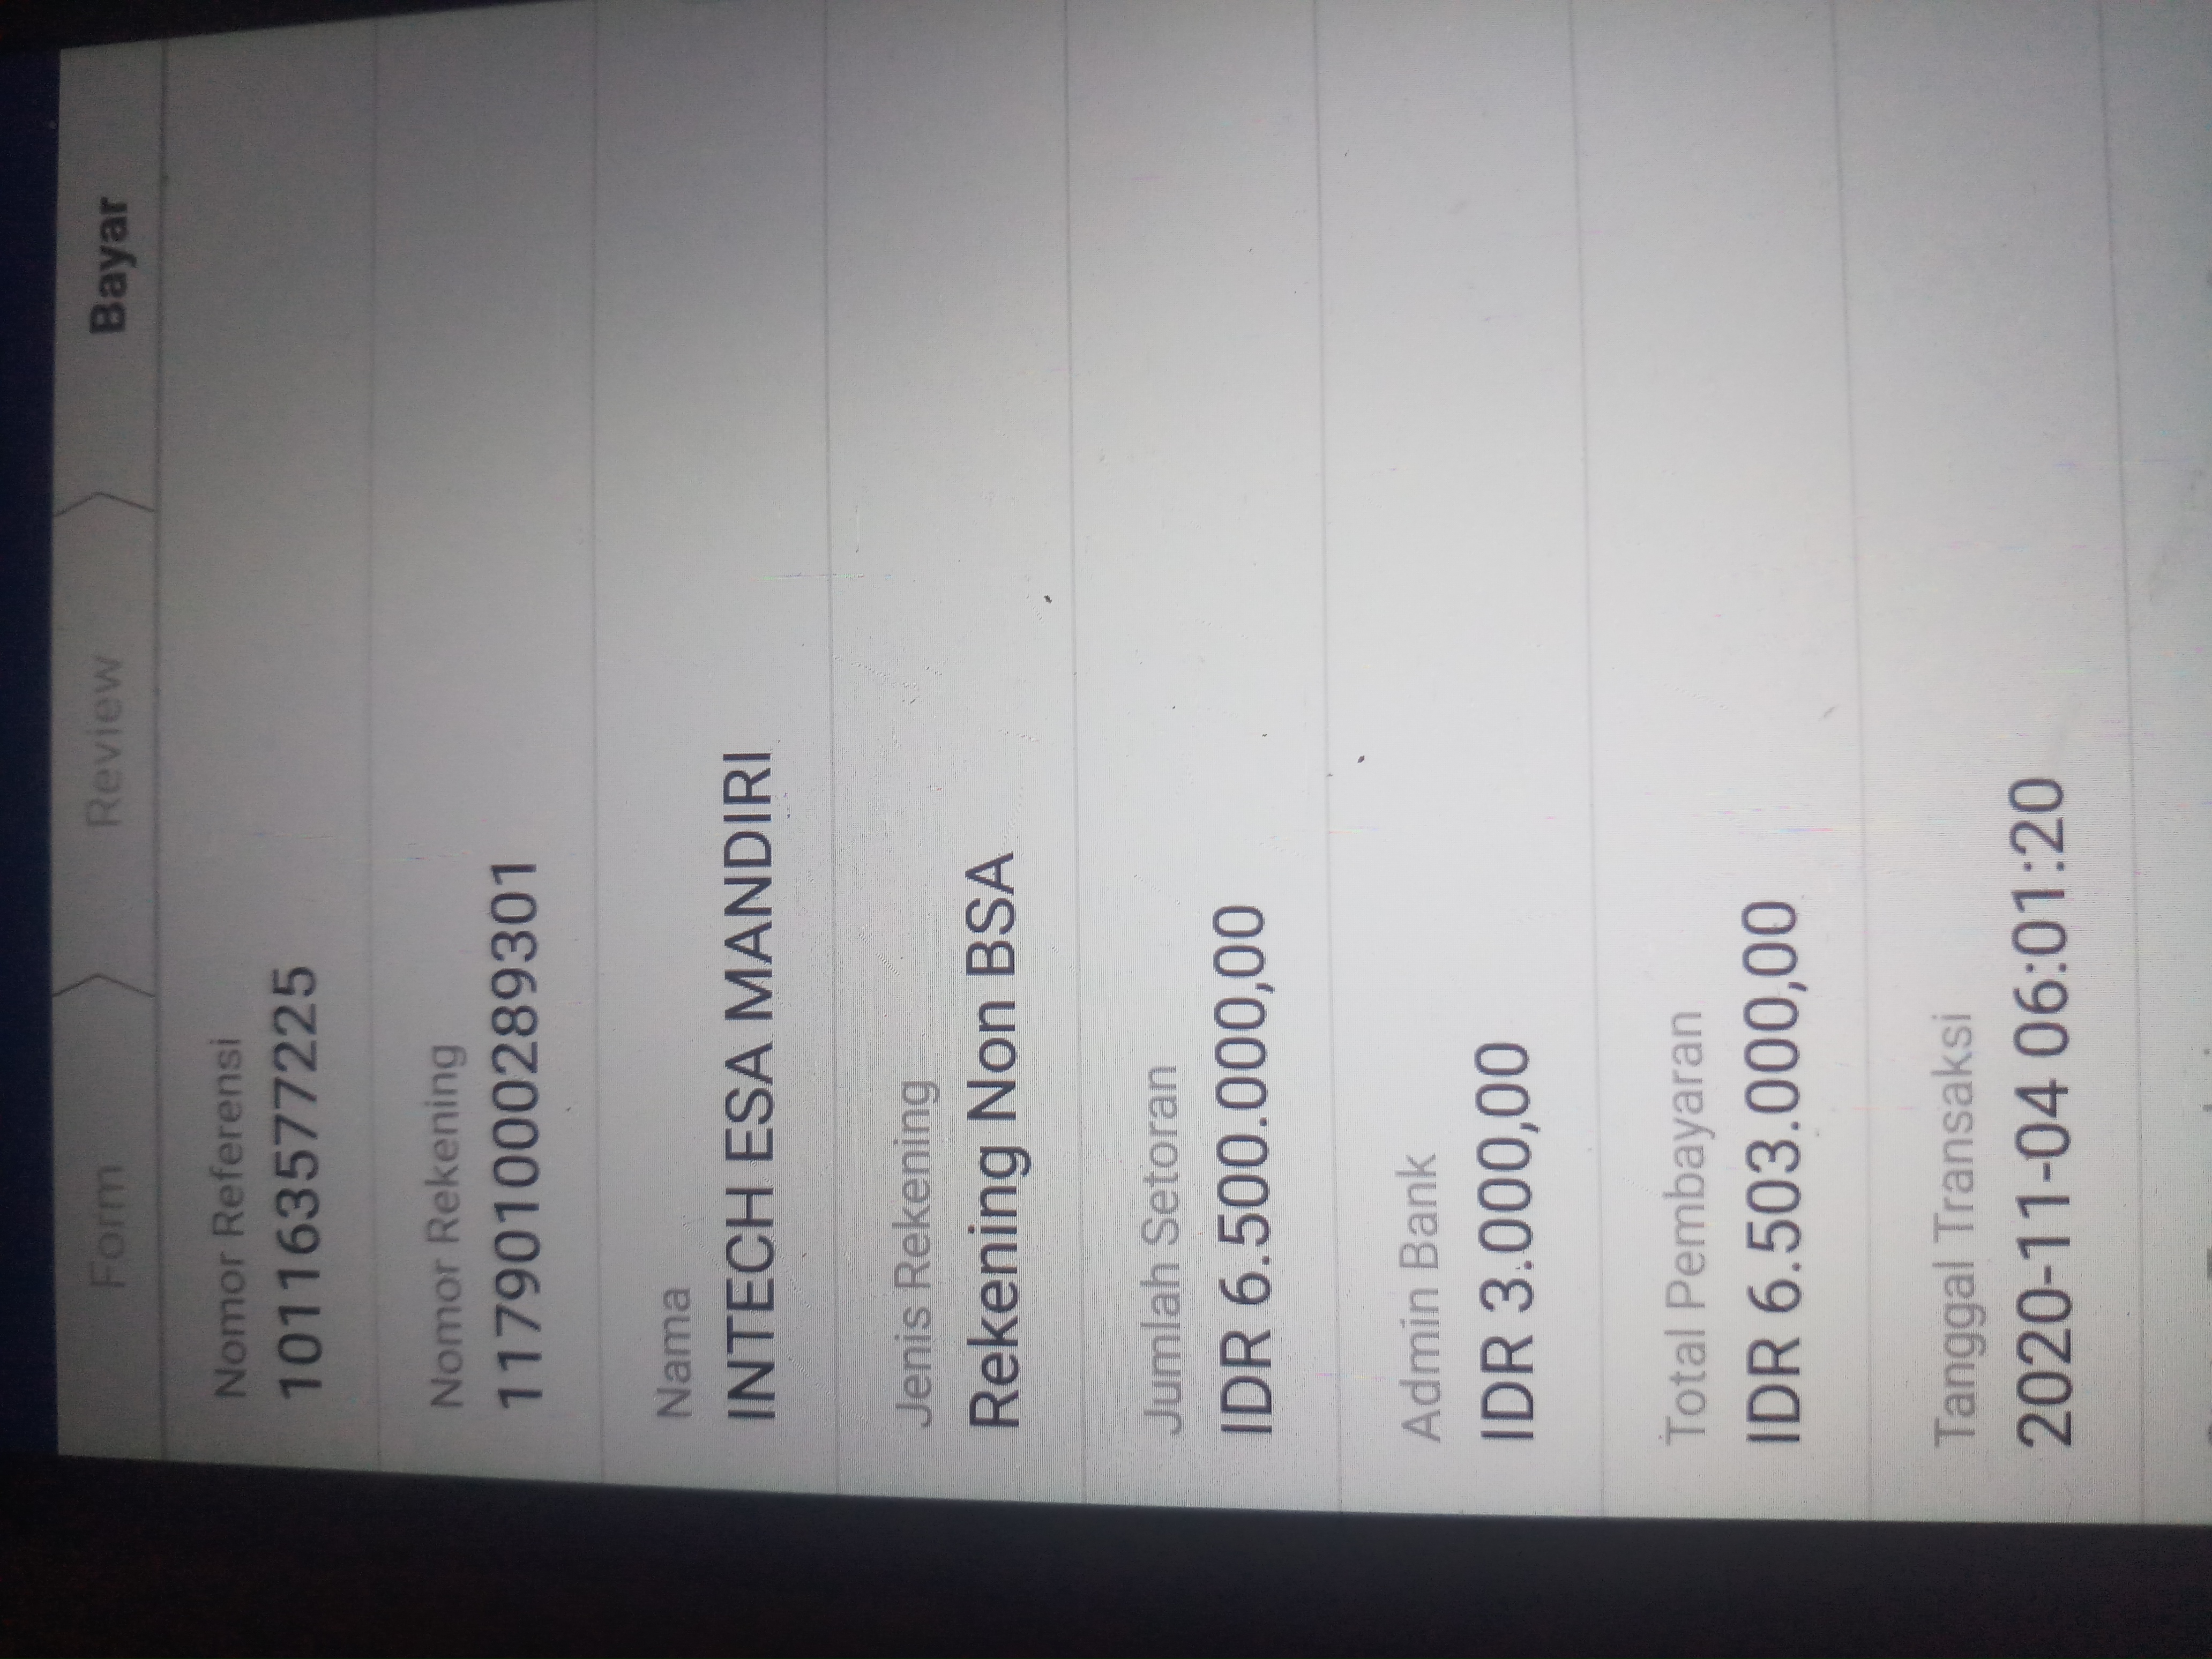 Form
Review
Bayar
Nomor Referensi
101163577225
Nomor Rekening
117901000289301
Nama
INTECH ESA MANDIRI
Jenis Rekening
Rekening Non BSA
Jumlah Setoran
IDR 6.500.000,00
Admin Bank
IDR 3.000,00
Total Pembayaran
IDR 6.503.000,00
Tanggal Transaksi
2020-11-04 06:01:20